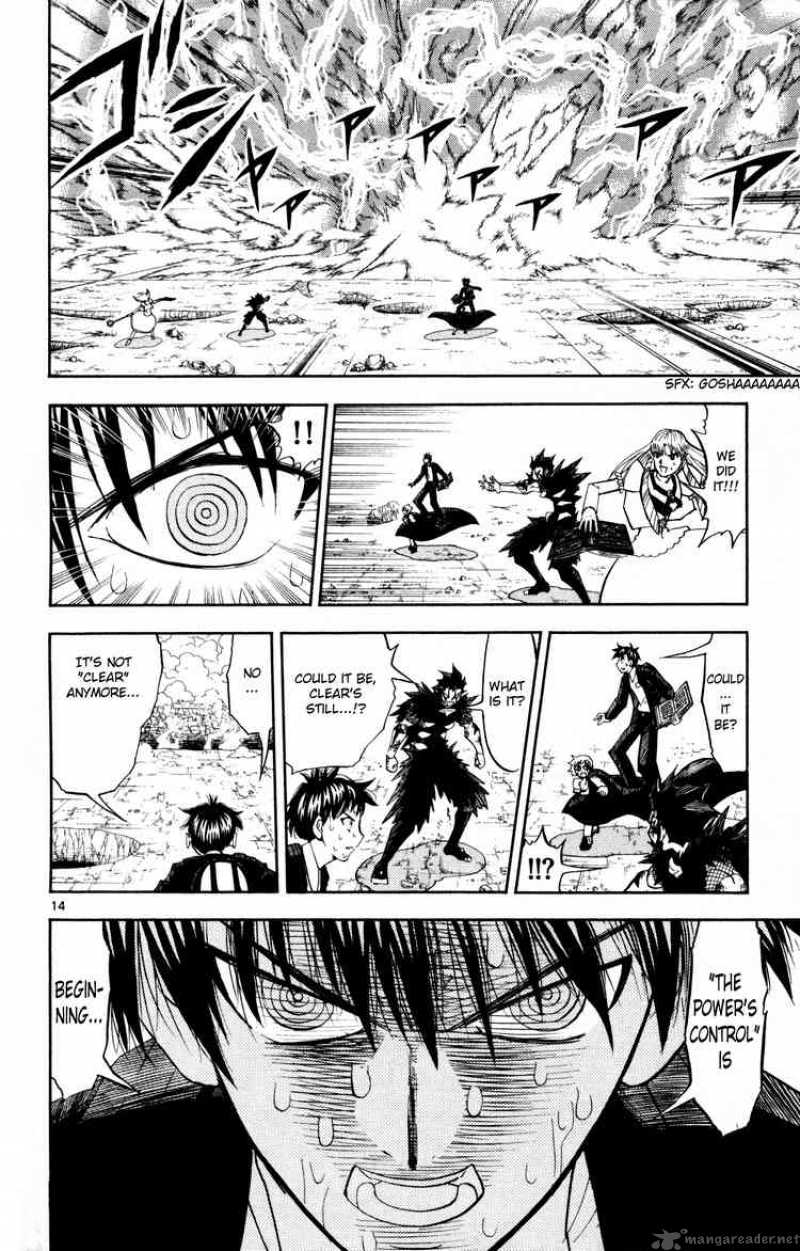 SFX: GOSHAAAAAAAA
WE
DID
IT!!!
!!
COULD
...
IT
BE?
!!?
WHAT
IS IT?
COULD IT BE,
CLEAR'S
STILL...!?
NO
...
IT'S NOT
"CLEAR"
ANYMORE...
14
"THE
POWER'S
CONTROL"
IS
BEGIN-
NING...
mangareader.net